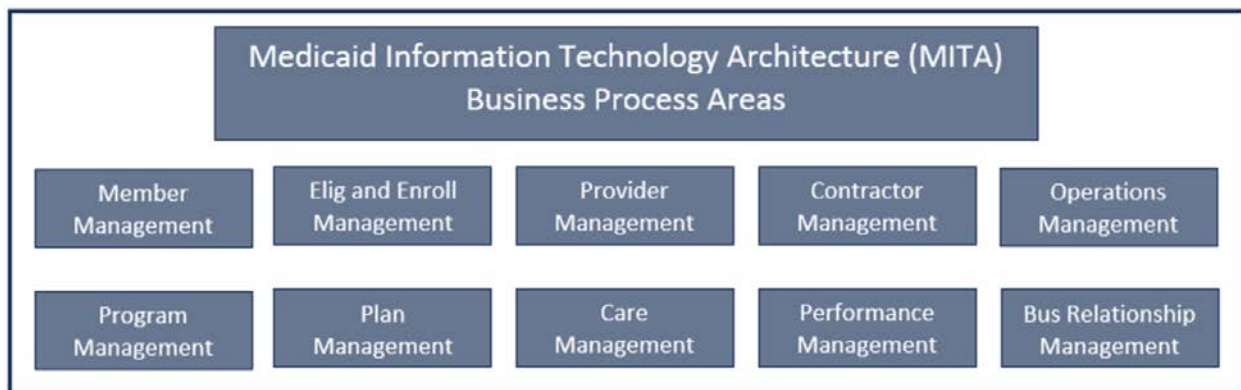 Medicaid Information Technology Architecture (MITA)
Business Process Areas
Member
Management
Elig and Enroll
Management
Provider
Management
Contractor
Management
Operations
Management
Program
Management
Plan
Management
Care
Management
Performance
Management
Bus Relationship
Management